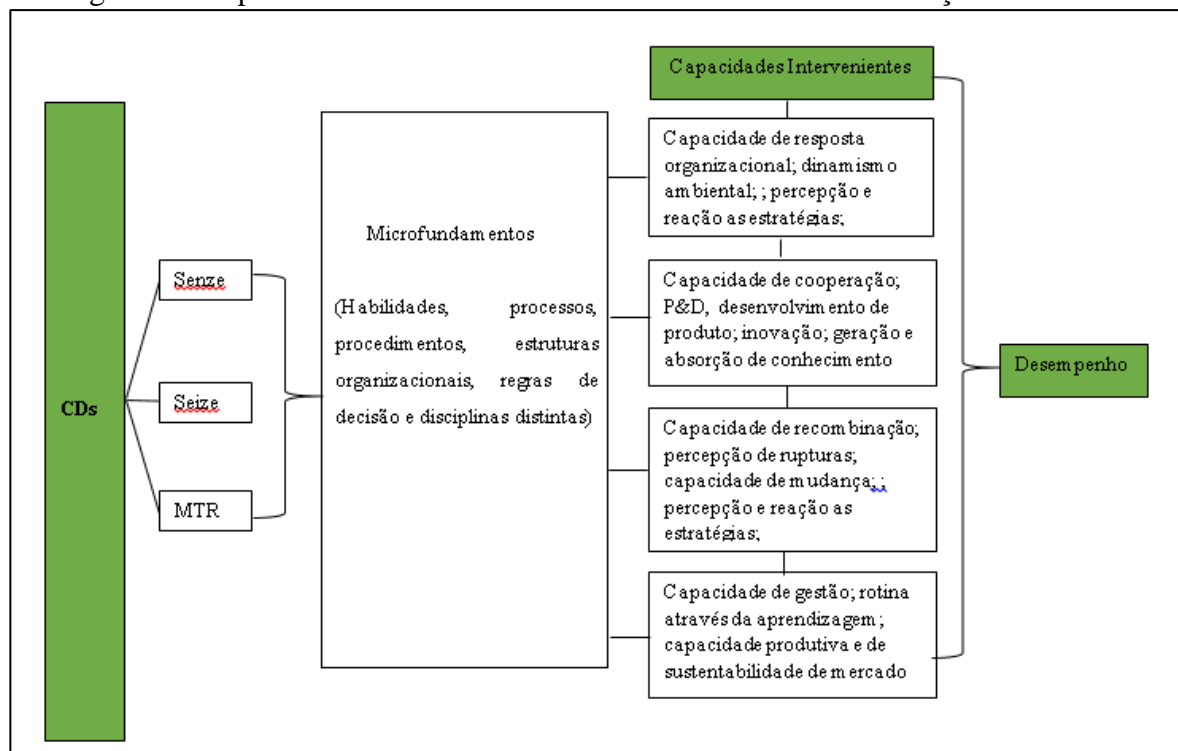 CDs
Senze
Seize
MTR
Microfundamentos
(Habilidades, processos,
procedimentos, estruturas
organizacionais, regras de
decisão e disciplinas distintas)
Capacidades Intervenientes
Capacidade de resposta
organizacional; dinamismo
ambiental; ; percepção e
reação as estratégias;
Capacidade de cooperação;
P&D, desenvolvimento de
produto; inovação; geração e
absorção de conhecimento
Capacidade de recombinação;
percepção de rupturas;
capacidade de mudança; ;
percepção e reação as
estratégias;
Capacidade de gestão; rotina
através da aprendizagem;
capacidade produtiva e de
sustentabilidade de mercado
Desempenho